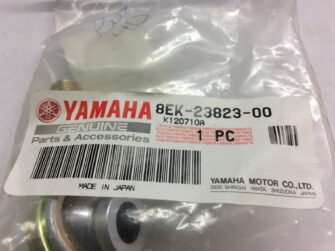 YAMAHA
GENUINE
Parts & Accessories
8EK-23823-00
K120710A
1 PC
MADE IN JAPAN
YAMAHA MOTOR CO.,LTD.
2500 SHINGAI IWATA, SHIZUOKA JAPAN